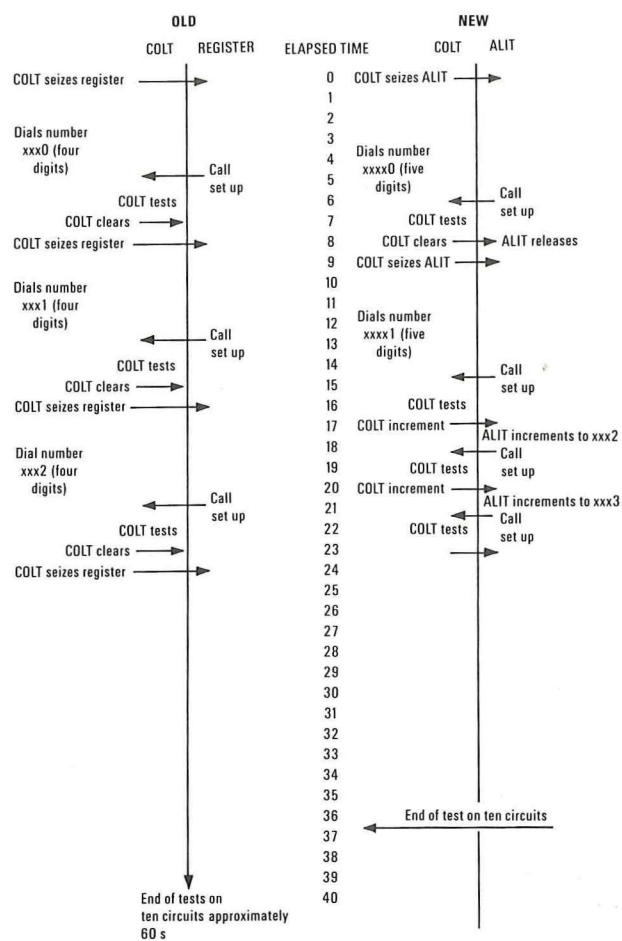 OLD NEW
COLT REGISTER ELAPSED TIME COLT ALIT
COLT seizes register 0 COLT seizes ALIT
1
2
Dials number 3
xxx0 (four 4 Dials number
digits) Call 5 xxxx0 (five
set up 6 digits) Call
COLT tests set up
COLT clears 7 COLT tests
COLT seizes register 8 COLT clears ALIT releases
9 COLT seizes ALIT
10
Dials number 11
xxx1 (four 12 Dials number
digits) Call 13 xxxx1 (five
set up digits)
COLT tests 14 Call
COLT clears 15 set up
COLT seizes register 16 COLT tests
17 COLT increment
ALIT increments to xxx2
Dial number 18 Call
xxx2 (four 19 COLT tests set up
digits) 20 COLT increment
Call 21 ALIT increments to xxx3
set up Call
COLT tests 22 COLT tests set up
COLT clears 23
COLT seizes register 24
25
26
27
28
29
30
31
32
33
34
35
36 End of test on ten circuits
37
38
39
End of tests on 40
ten circuits approximately
60 s